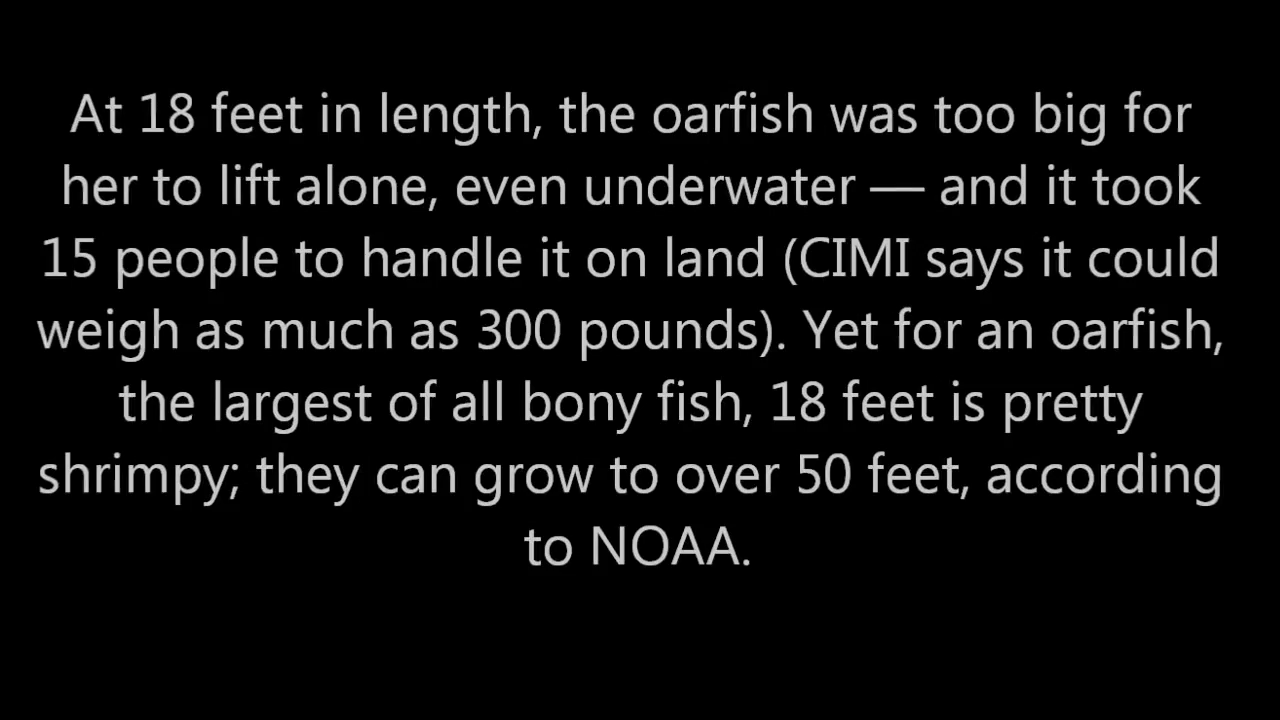 At 18 feet in length, the oarfish was too big for
her to lift alone, even underwater — and it took
15 people to handle it on land (CIMI says it could
weigh as much as 300 pounds). Yet for an oarfish,
the largest of all bony fish, 18 feet is pretty
shrimpy; they can grow to over 50 feet, according
to NOAA.